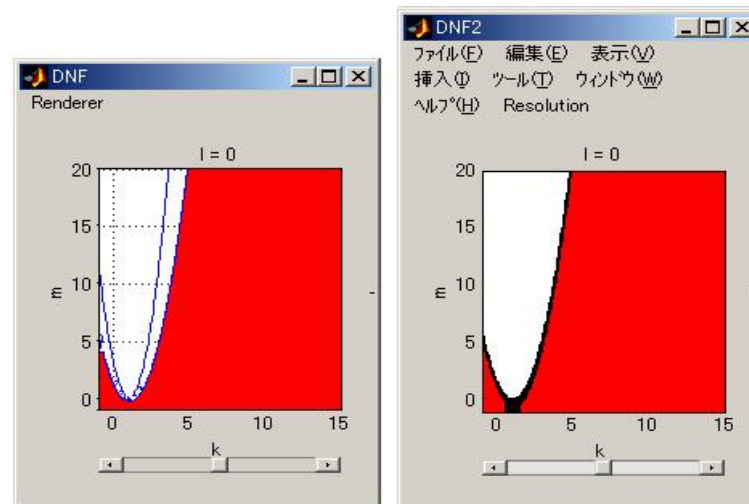 DNF
Renderer
l = 0
20
15
10
5
0
m
0 5 10 15
k
DNF2
ファイル(F) 編集(E) 表示(V)
挿入(I) ツール(T) ウィンドウ(W)
ヘルプ(H) Resolution
l = 0
20
15
10
5
0
m
0 5 10 15
k